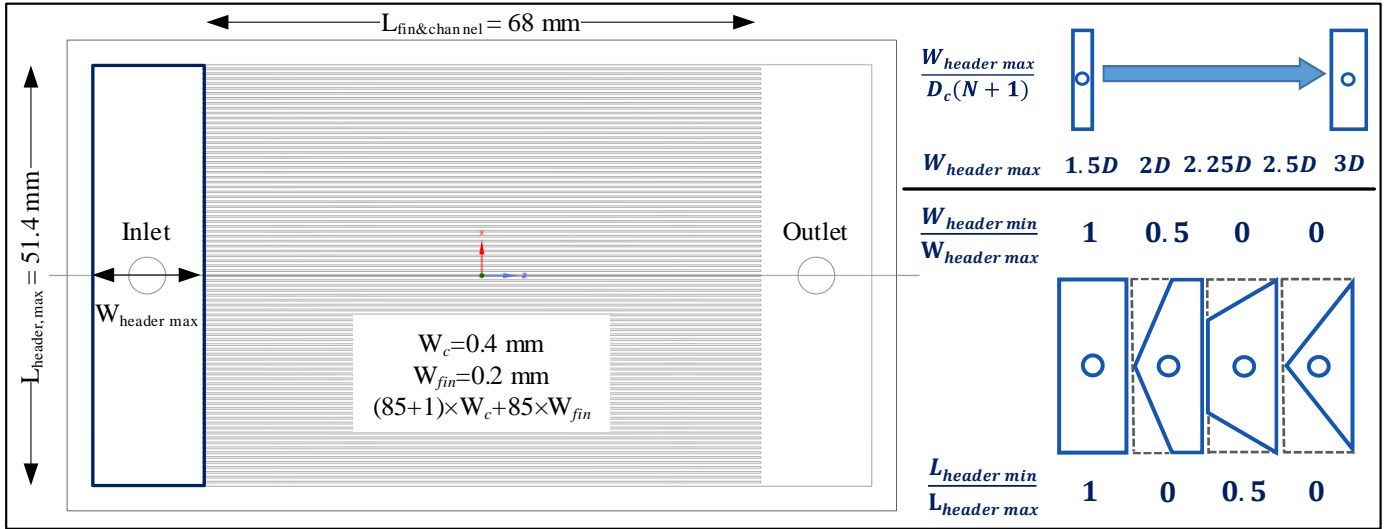 L_fin&channel = 68 mm
L_header,max = 51.4 mm
Inlet
Outlet
W_header max
x
z
W_c=0.4 mm
W_fin=0.2 mm
(85+1)×W_c+85×W_fin
W_header max / D_c(N + 1)
W_header max 1.5D 2D 2.25D 2.5D 3D
W_header min / W_header max 1 0.5 0 0
L_header min / L_header max 1 0 0.5 0